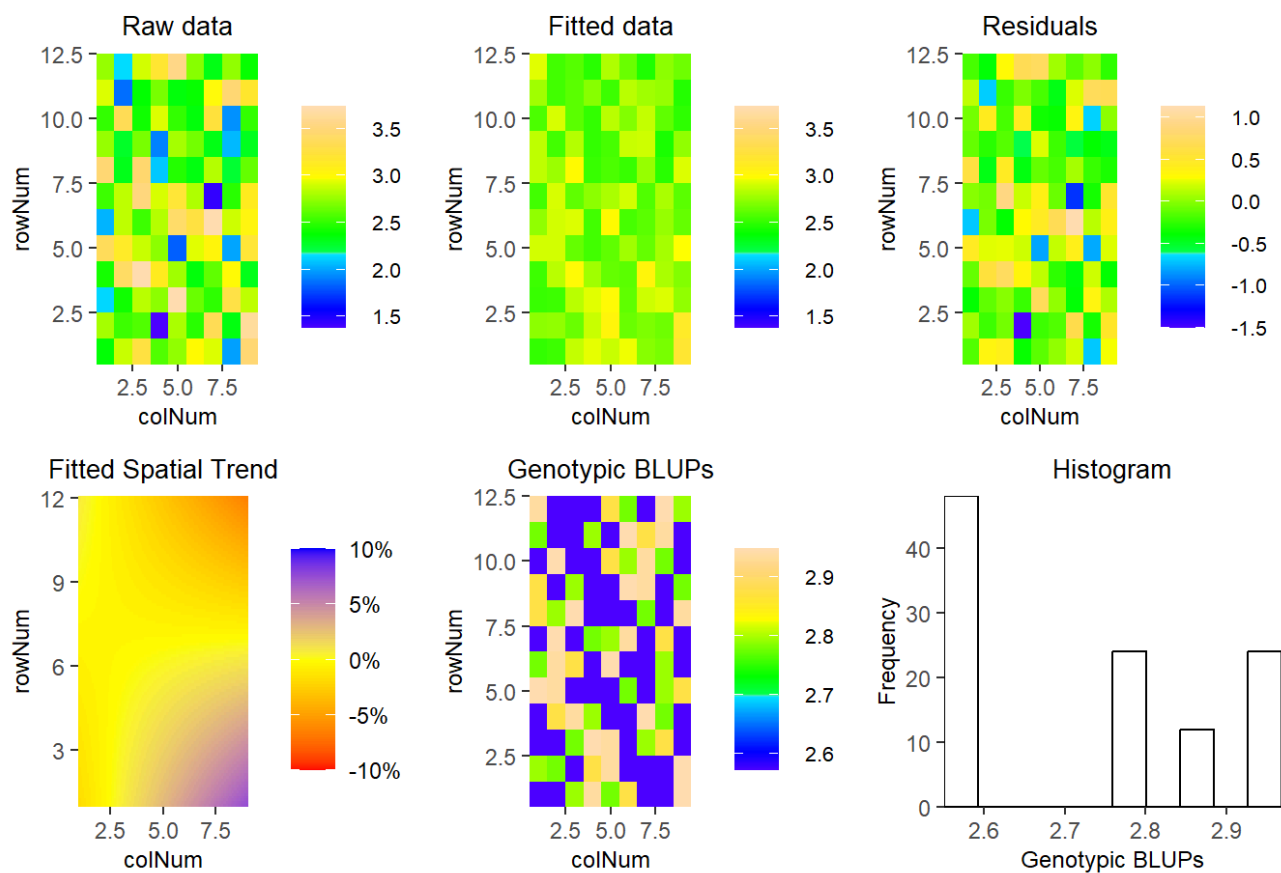 Raw data
12.5
10.0
7.5
5.0
2.5
rowNum
2.5 5.0 7.5
colNum
3.5
3.0
2.5
2.0
1.5
Fitted data
12.5
10.0
7.5
5.0
2.5
rowNum
2.5 5.0 7.5
colNum
3.5
3.0
2.5
2.0
1.5
Residuals
12.5
10.0
7.5
5.0
2.5
rowNum
2.5 5.0 7.5
colNum
1.0
0.5
0.0
-0.5
-1.0
-1.5
Fitted Spatial Trend
12
9
6
3
rowNum
2.5 5.0 7.5
colNum
10%
5%
0%
-5%
-10%
Genotypic BLUPs
12.5
10.0
7.5
5.0
2.5
rowNum
2.5 5.0 7.5
colNum
2.9
2.8
2.7
2.6
Histogram
40
30
20
10
0
Frequency
2.6 2.7 2.8 2.9
Genotypic BLUPs